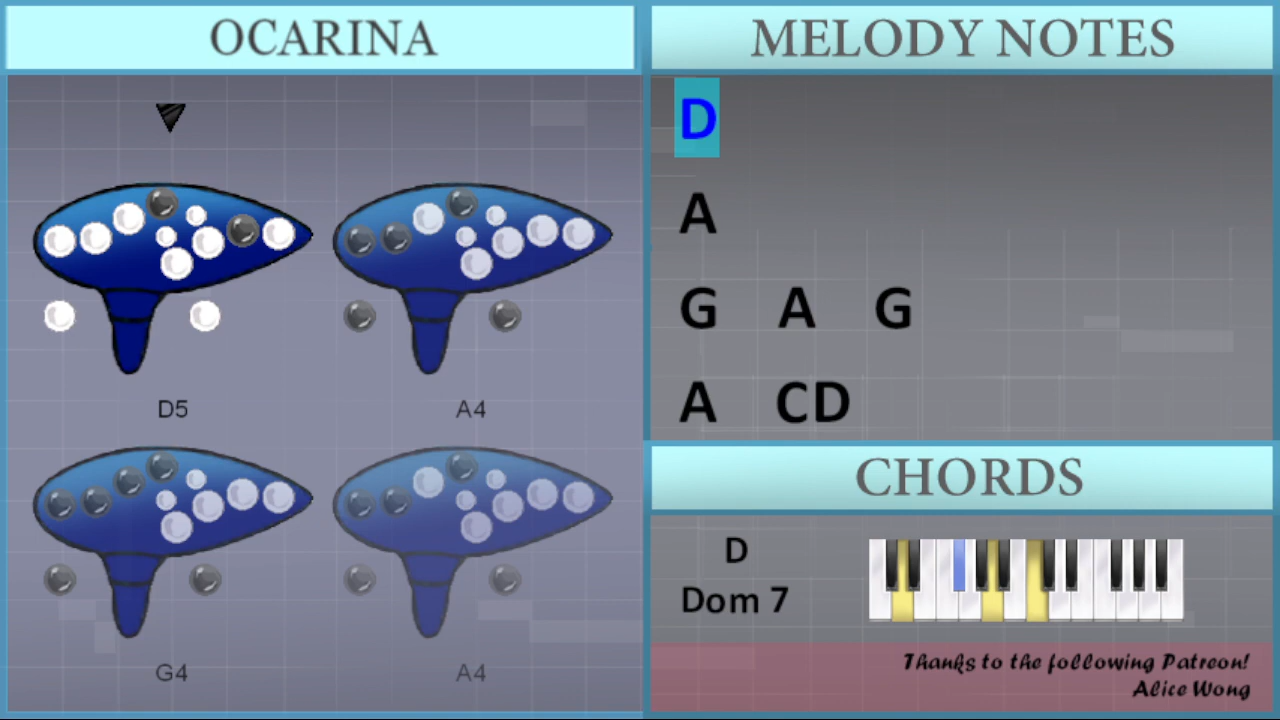 OCARINA
D5
A4
G4
A4
MELODY NOTES
D
A
G A G
A CD
CHORDS
D
Dom 7
Thanks to the following Patreon!
Alice Wong